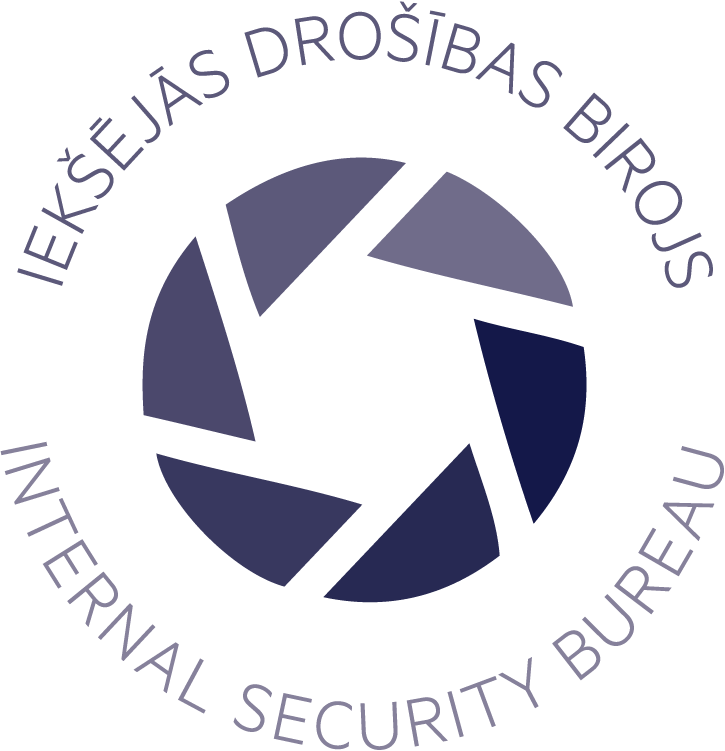 IEKŠĒJĀS DROŠĪBAS BIROJS
INTERNAL SECURITY BUREAU